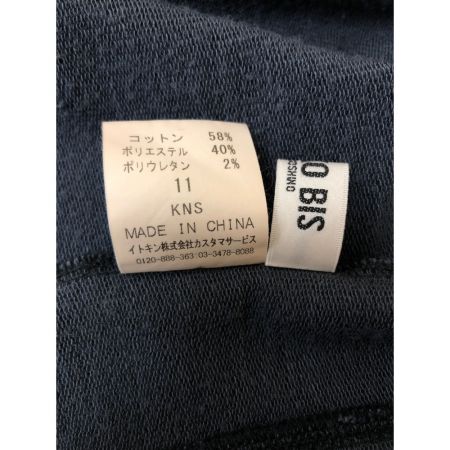 コットン 58%
ポリエステル 40%
ポリウレタン 2%
11
KNS
MADE IN CHINA
イトキン株式会社カスタマサービス
0120-888-363:03-3478-8088
O BIS